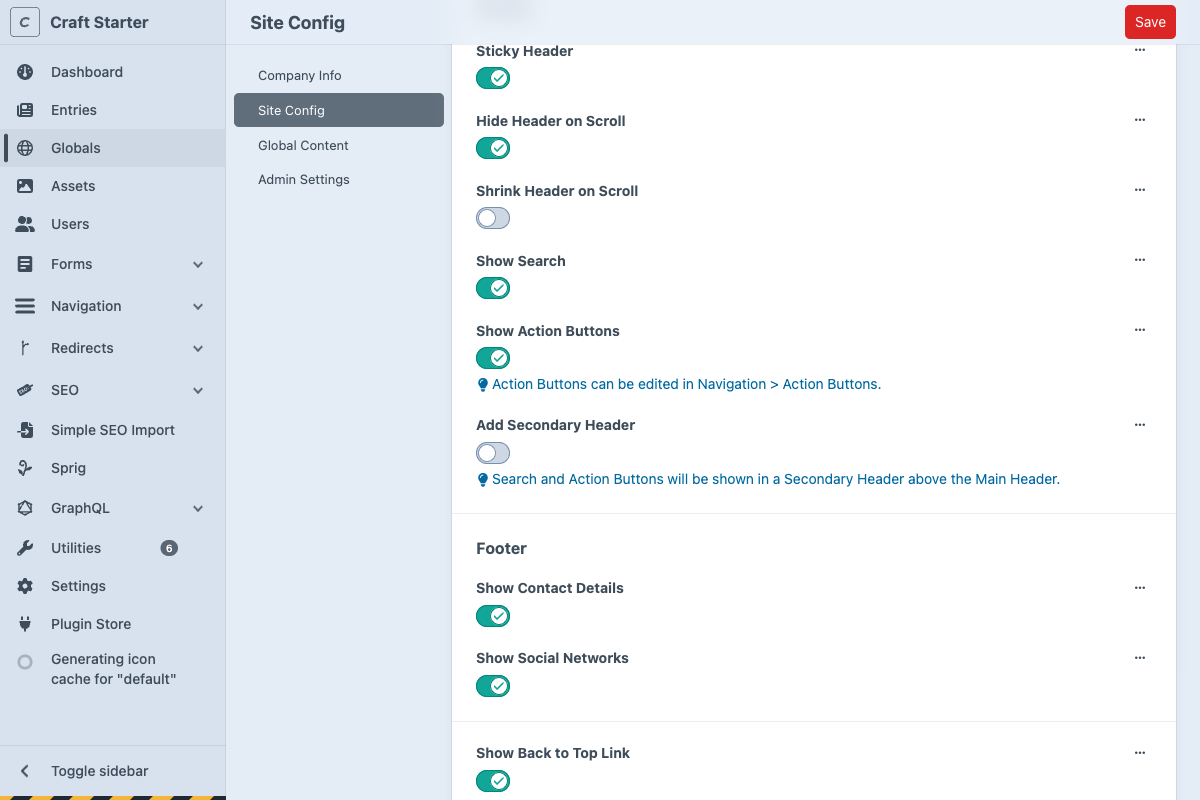 C
Craft Starter
Dashboard
Entries
Globals
Assets
Users
Forms
Navigation
Redirects
SEO
Simple SEO Import
Sprig
GraphQL
Utilities
6
Settings
Plugin Store
Generating icon
cache for "default"
Toggle sidebar
Site Config
Save
Company Info
Site Config
Global Content
Admin Settings
Sticky Header
Hide Header on Scroll
Shrink Header on Scroll
Show Search
Show Action Buttons
Action Buttons can be edited in Navigation > Action Buttons.
Add Secondary Header
Search and Action Buttons will be shown in a Secondary Header above the Main Header.
Footer
Show Contact Details
Show Social Networks
Show Back to Top Link